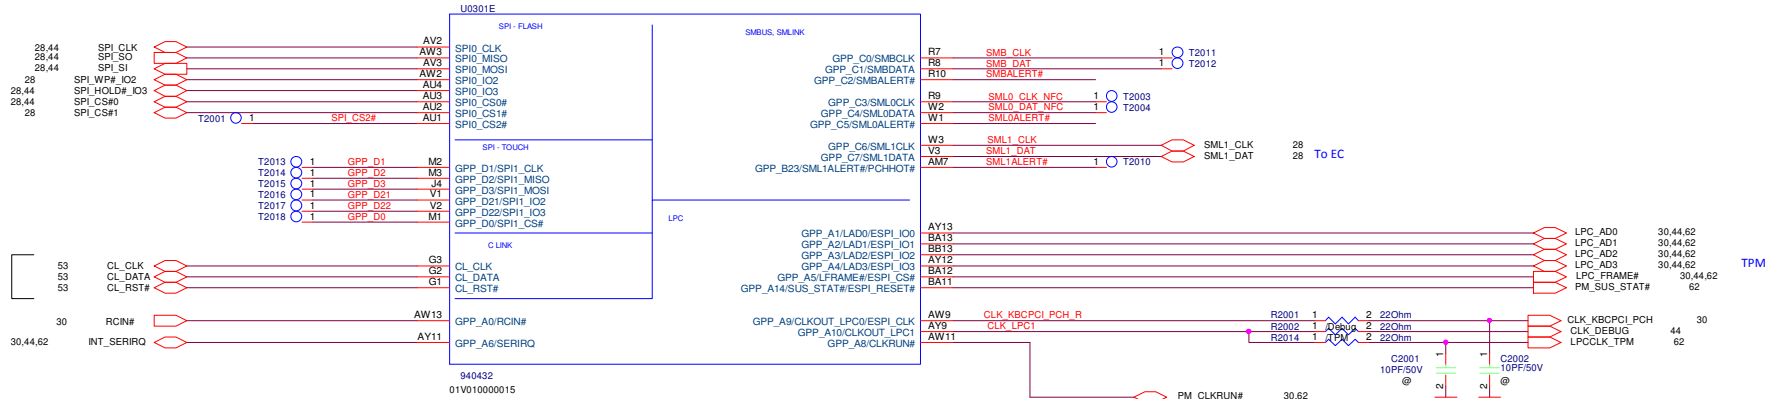 U0301E
SPI - FLASH
SMBUS, SMLINK
28,44 SPI_CLK AV2 SPI0_CLK
28,44 SPI_SO AW3 SPI0_MISO
28,44 SPI_SI AV3 SPI0_MOSI
28 SPI_WP#_IO2 AW2 SPI0_IO2
28,44 SPI_HOLD#_IO3 AU4 SPI0_IO3
28,44 SPI_CS#0 AU3 SPI0_CS0#
28 SPI_CS#1 AU2 SPI0_CS1#
T2001 1 SPI_CS2# AU1 SPI0_CS2#
GPP_C0/SMBCLK R7 SMB_CLK 1 T2011
GPP_C1/SMBDATA R8 SMB_DAT 1 T2012
GPP_C2/SMBALERT# R10 SMBALERT#
GPP_C3/SML0CLK R9 SML0_CLK_NFC 1 T2003
GPP_C4/SML0DATA W2 SML0_DAT_NFC 1 T2004
GPP_C5/SML0ALERT# W1 SML0ALERT#
GPP_C6/SML1CLK W3 SML1_CLK SML1_CLK 28
GPP_C7/SML1DATA V3 SML1_DAT SML1_DAT 28 To EC
GPP_B23/SML1ALERT#/PCHHOT# AM7 SML1ALERT# 1 T2010
SPI - TOUCH
T2013 1 GPP_D1 M2 GPP_D1/SPI1_CLK
T2014 1 GPP_D2 M3 GPP_D2/SPI1_MISO
T2015 1 GPP_D3 J4 GPP_D3/SPI1_MOSI
T2016 1 GPP_D21 V1 GPP_D21/SPI1_IO2
T2017 1 GPP_D22 V2 GPP_D22/SPI1_IO3
T2018 1 GPP_D0 M1 GPP_D0/SPI1_CS#
LPC
GPP_A1/LAD0/ESPI_IO0 AY13 LPC_AD0 30,44,62
GPP_A2/LAD1/ESPI_IO1 BA13 LPC_AD1 30,44,62
GPP_A3/LAD2/ESPI_IO2 BB13 LPC_AD2 30,44,62
GPP_A4/LAD3/ESPI_IO3 AY12 LPC_AD3 30,44,62 TPM
GPP_A5/LFRAME#/ESPI_CS# BA12 LPC_FRAME# 30,44,62
GPP_A14/SUS_STAT#/ESPI_RESET# BA11 PM_SUS_STAT# 62
C LINK
53 CL_CLK G3 CL_CLK
53 CL_DATA G2 CL_DATA
53 CL_RST# G1 CL_RST#
30 RCIN# AW13 GPP_A0/RCIN#
30,44,62 INT_SERIRQ AY11 GPP_A6/SERIRQ
GPP_A9/CLKOUT_LPC0/ESPI_CLK AW9 CLK_KBCPCI_PCH_R R2001 1 2 22Ohm CLK_KBCPCI_PCH 30
GPP_A10/CLKOUT_LPC1 AY9 CLK_LPC1 R2002 1 /Debug 2 22Ohm CLK_DEBUG 44
GPP_A8/CLKRUN# AW11 R2014 1 /TPM 2 22Ohm LPCCLK_TPM 62
C2001 1 1 C2002
10PF/50V 10PF/50V
@ 2 2 @
940432
01V010000015
PM_CLKRUN# 30,62